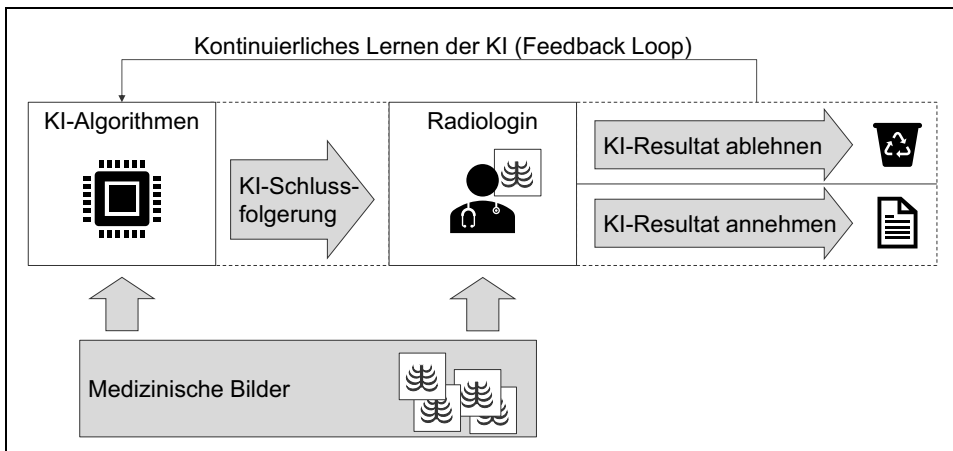 Kontinuierliches Lernen der KI (Feedback Loop)
KI-Algorithmen
Radiologin
KI-Schluss-
folgerung
KI-Resultat ablehnen
KI-Resultat annehmen
Medizinische Bilder